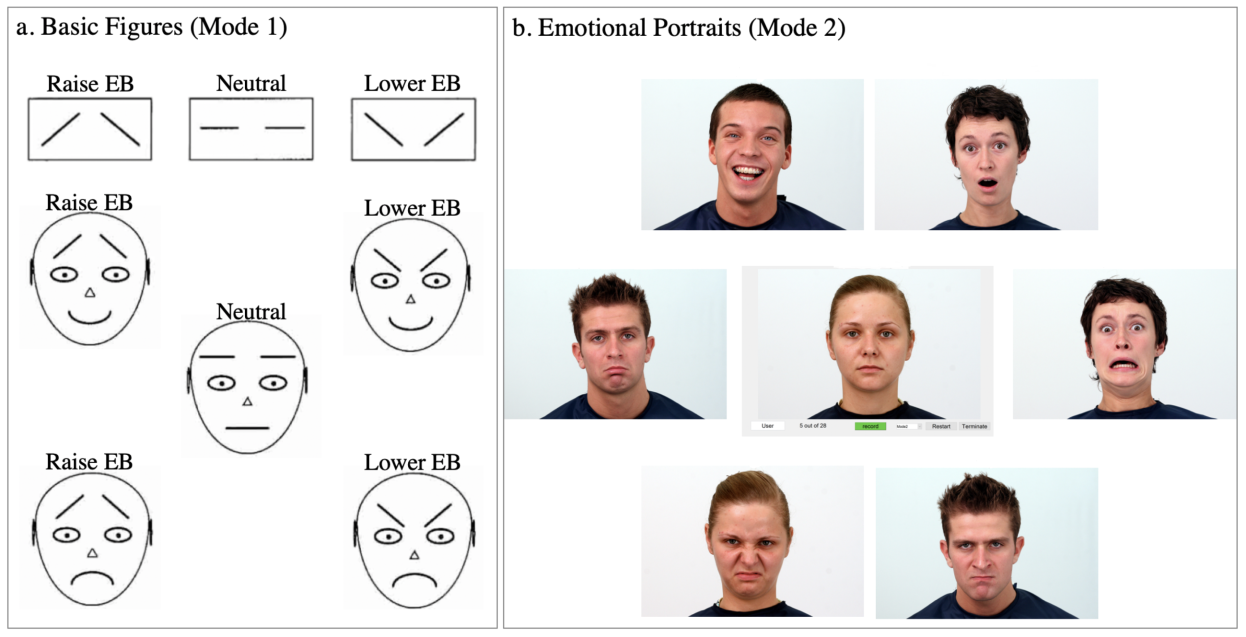 a. Basic Figures (Mode 1)
Raise EB
Neutral
Lower EB
Raise EB
Lower EB
Neutral
Raise EB
Lower EB
b. Emotional Portraits (Mode 2)
User 5 out of 28 record Mode2 Restart Terminate